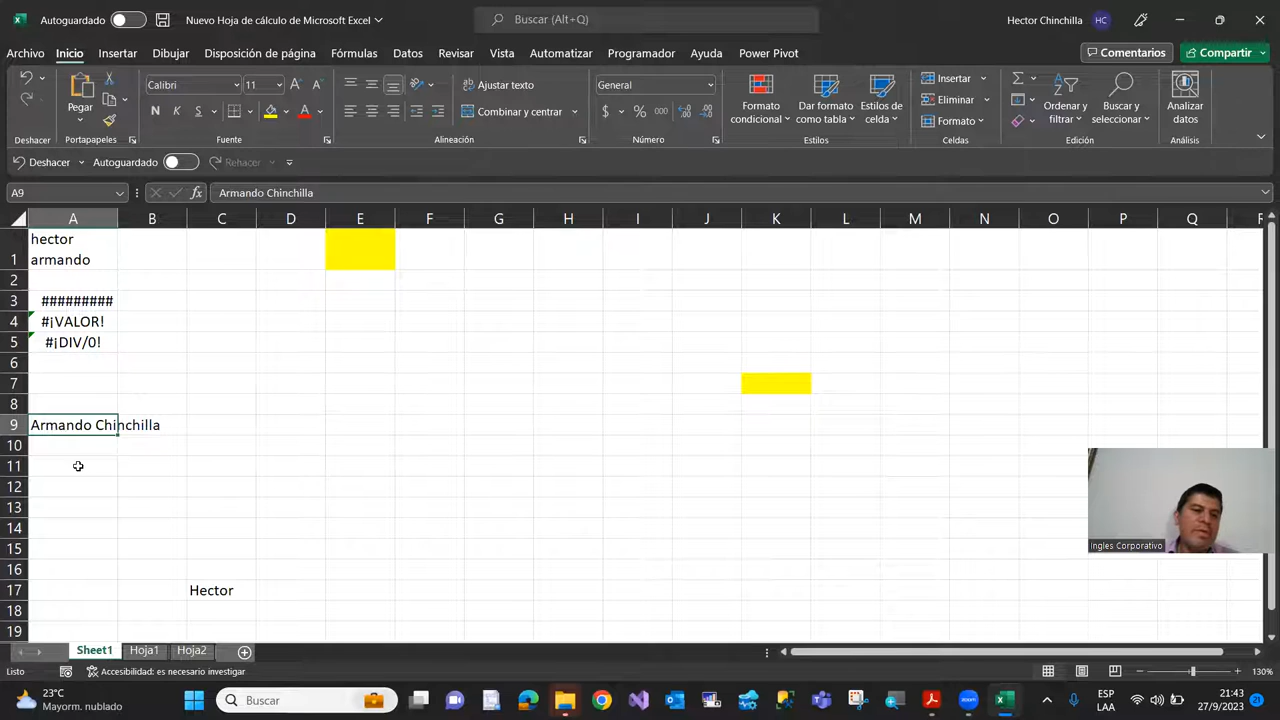 Autoguardado
Nuevo Hoja de cálculo de Microsoft Excel
Buscar (Alt+Q)
Hector Chinchilla
HC
Archivo Inicio Insertar Dibujar Disposición de página Fórmulas Datos Revisar Vista Automatizar Programador Ayuda Power Pivot
Comentarios
Compartir
Pegar
Calibri 11
N K S
Ajustar texto
Combinar y centrar
General
$ % 000
Formato condicional
Dar formato como tabla
Estilos de celda
Insertar
Eliminar
Formato
Ordenar y filtrar
Buscar y seleccionar
Analizar datos
Deshacer Portapapeles Fuente Alineación Número Estilos Celdas Edición Análisis
Deshacer Autoguardado Rehacer
A9 fx Armando Chinchilla
A B C D E F G H I J K L M N O P Q
hector
1 armando
2
3 #########
4 #¡VALOR!
5 #¡DIV/0!
6
7
8
9 Armando Chinchilla
10
11
12
13
14
15
Ingles Corporativo
16
17 Hector
18
19
Sheet1 Hoja1 Hoja2
Listo Accesibilidad: es necesario investigar 130%
23°C
Mayorm. nublado
Buscar
ESP
LAA
21:43
27/9/2023